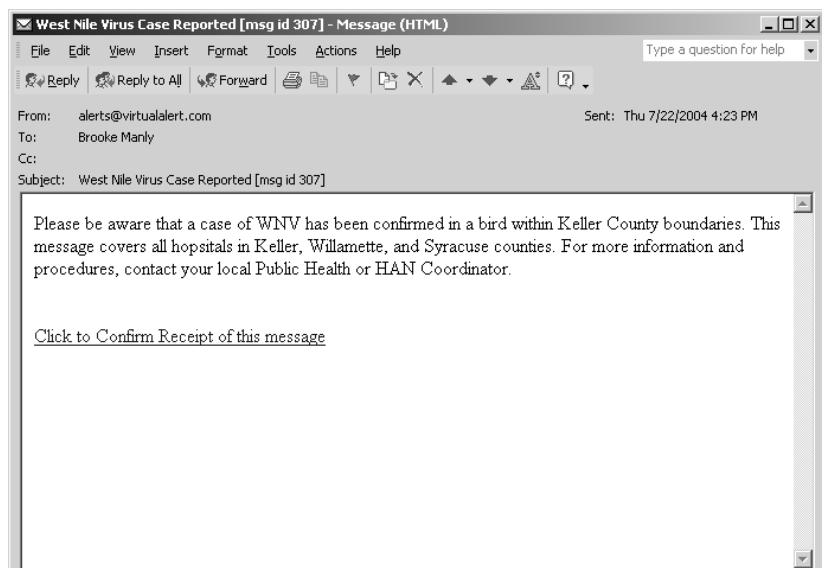 West Nile Virus Case Reported [msg id 307] - Message (HTML)
File Edit View Insert Format Tools Actions Help Type a question for help
Reply Reply to All Forward
From: alerts@virtualalert.com Sent: Thu 7/22/2004 4:23 PM
To: Brooke Manly
Cc:
Subject: West Nile Virus Case Reported [msg id 307]
Please be aware that a case of WNV has been confirmed in a bird within Keller County boundaries. This
message covers all hopsitals in Keller, Willamette, and Syracuse counties. For more information and
procedures, contact your local Public Health or HAN Coordinator.
Click to Confirm Receipt of this message